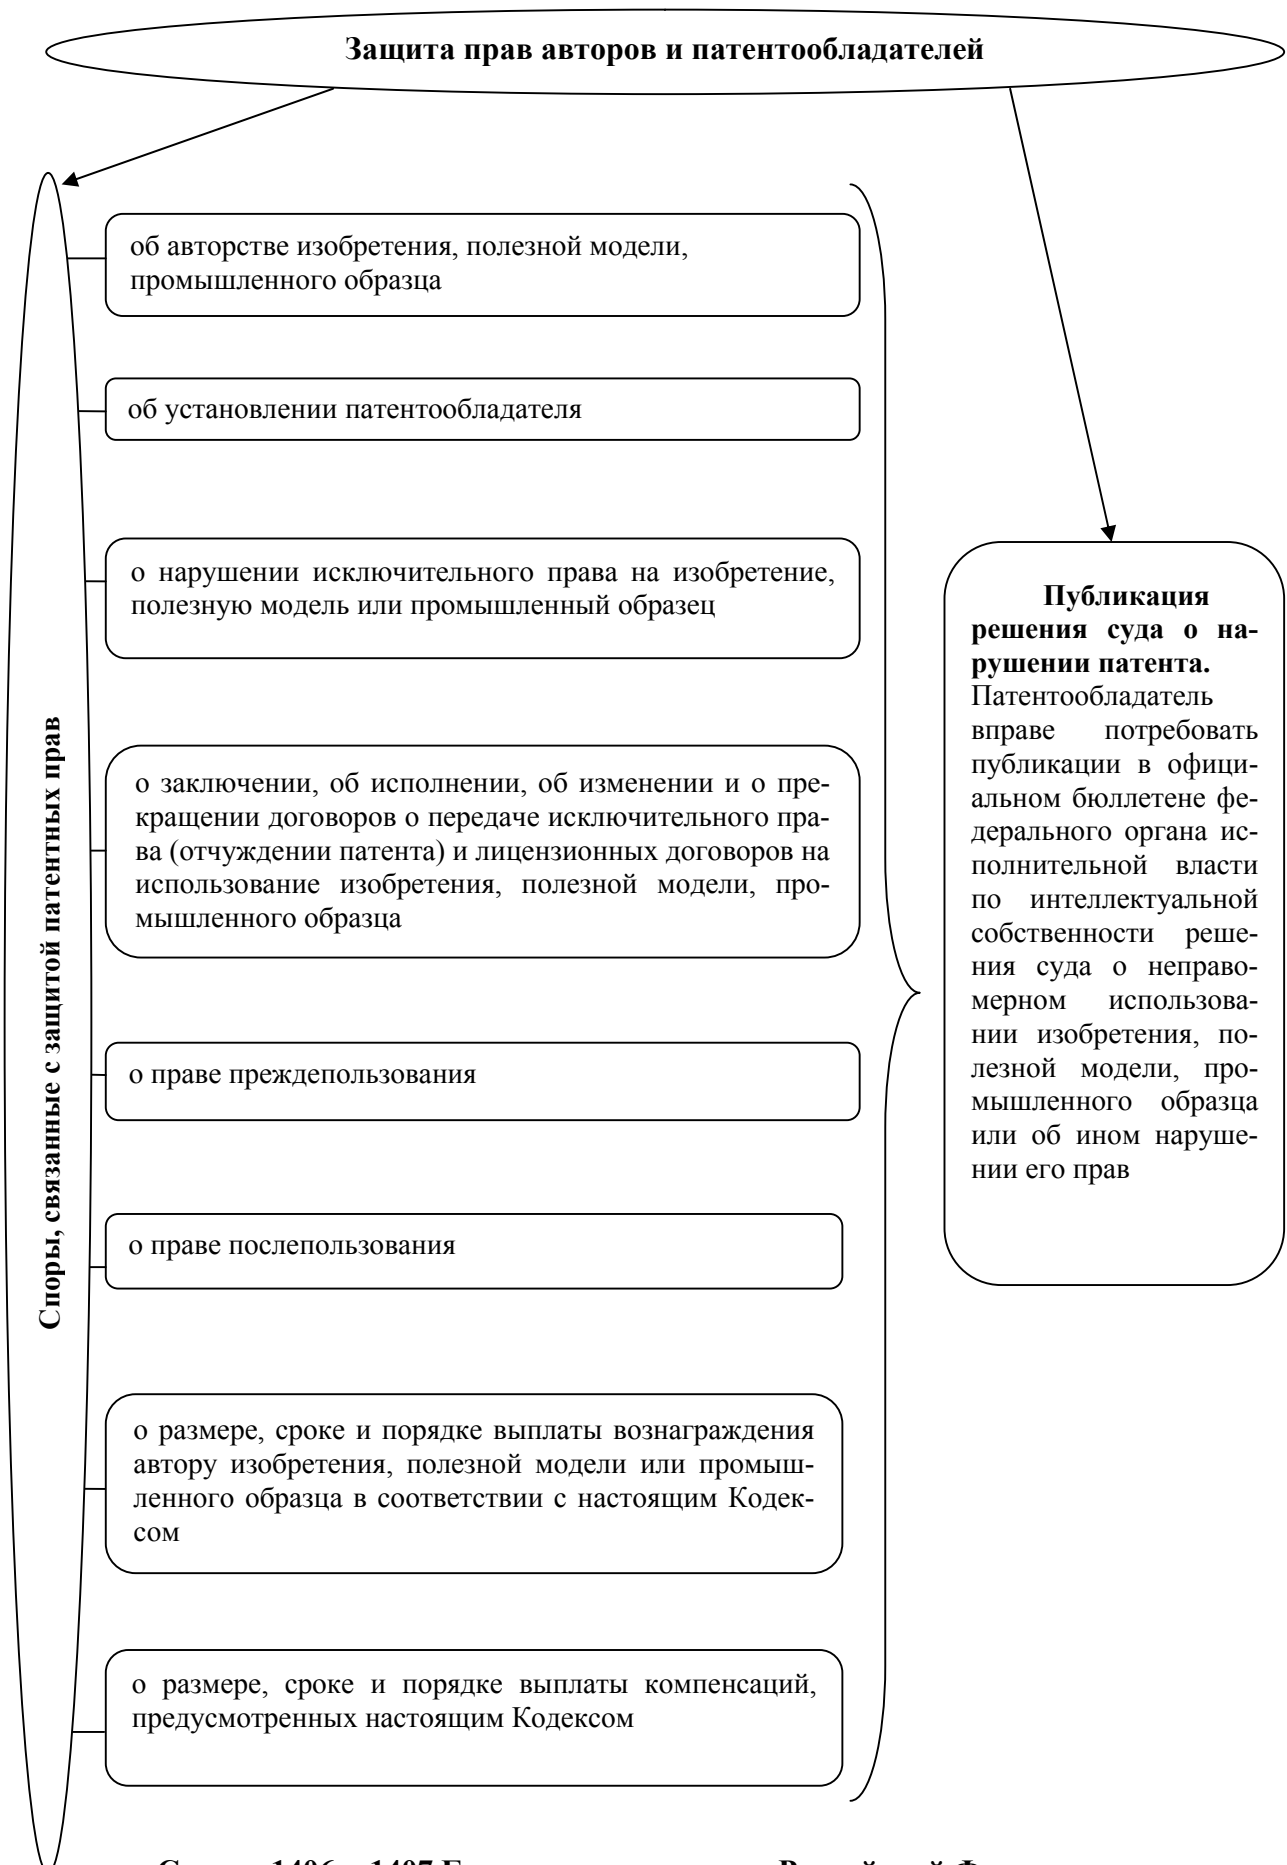 Защита прав авторов и патентообладателей
Споры, связанные с защитой патентных прав
об авторстве изобретения, полезной модели,
промышленного образца
об установлении патентообладателя
о нарушении исключительного права на изобретение,
полезную модель или промышленный образец
о заключении, об исполнении, об изменении и о пре-
кращении договоров о передаче исключительного пра-
ва (отчуждении патента) и лицензионных договоров на
использование изобретения, полезной модели, про-
мышленного образца
о праве преждепользования
о праве послепользования
о размере, сроке и порядке выплаты вознаграждения
автору изобретения, полезной модели или промыш-
ленного образца в соответствии с настоящим Кодек-
сом
о размере, сроке и порядке выплаты компенсаций,
предусмотренных настоящим Кодексом
Публикация
решения суда о на-
рушении патента.
Патентообладатель
вправе потребовать
публикации в офици-
альном бюллетене фе-
дерального органа ис-
полнительной власти
по интеллектуальной
собственности реше-
ния суда о неправо-
мерном использова-
нии изобретения, по-
лезной модели, про-
мышленного образца
или об ином наруше-
нии его прав